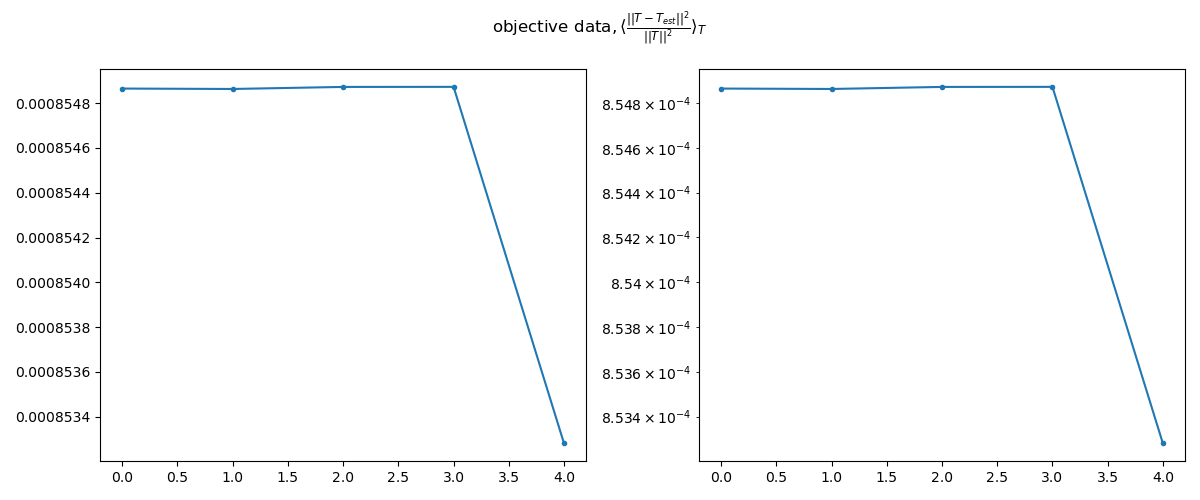 objective data, ⟨||T − T_est||² / ||T||²⟩_T
0.0008548
0.0008546
0.0008544
0.0008542
0.0008540
0.0008538
0.0008536
0.0008534
0.0 0.5 1.0 1.5 2.0 2.5 3.0 3.5 4.0
8.548 × 10⁻⁴
8.546 × 10⁻⁴
8.544 × 10⁻⁴
8.542 × 10⁻⁴
8.54 × 10⁻⁴
8.538 × 10⁻⁴
8.536 × 10⁻⁴
8.534 × 10⁻⁴
0.0 0.5 1.0 1.5 2.0 2.5 3.0 3.5 4.0